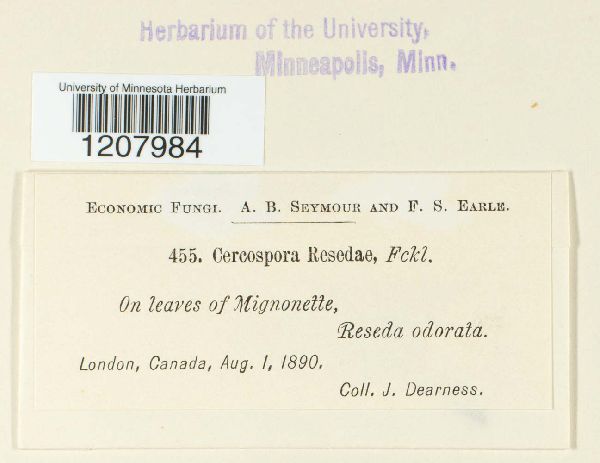 Herbarium of the University,
Minneapolis, Minn.
University of Minnesota Herbarium
1207984
Economic Fungi. A. B. Seymour and F. S. Earle.
455. Cercospora Resedae, Fckl.
On leaves of Mignonette,
Reseda odorata.
London, Canada, Aug. 1, 1890.
Coll. J. Dearness.